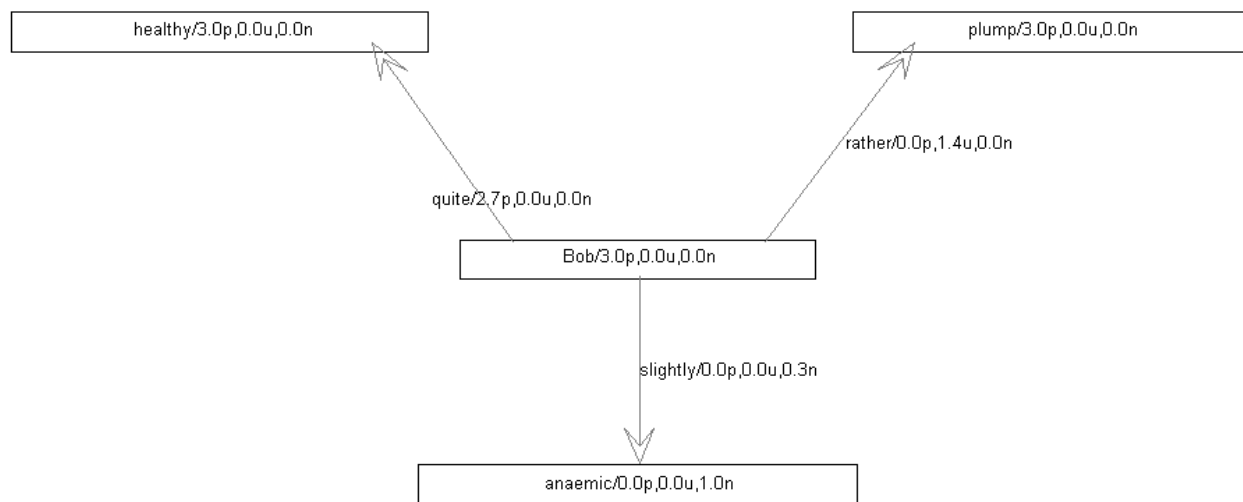 healthy/3.0p,0.0u,0.0n
plump/3.0p,0.0u,0.0n
rather/0.0p,1.4u,0.0n
quite/2.7p,0.0u,0.0n
Bob/3.0p,0.0u,0.0n
slightly/0.0p,0.0u,0.3n
anaemic/0.0p,0.0u,1.0n